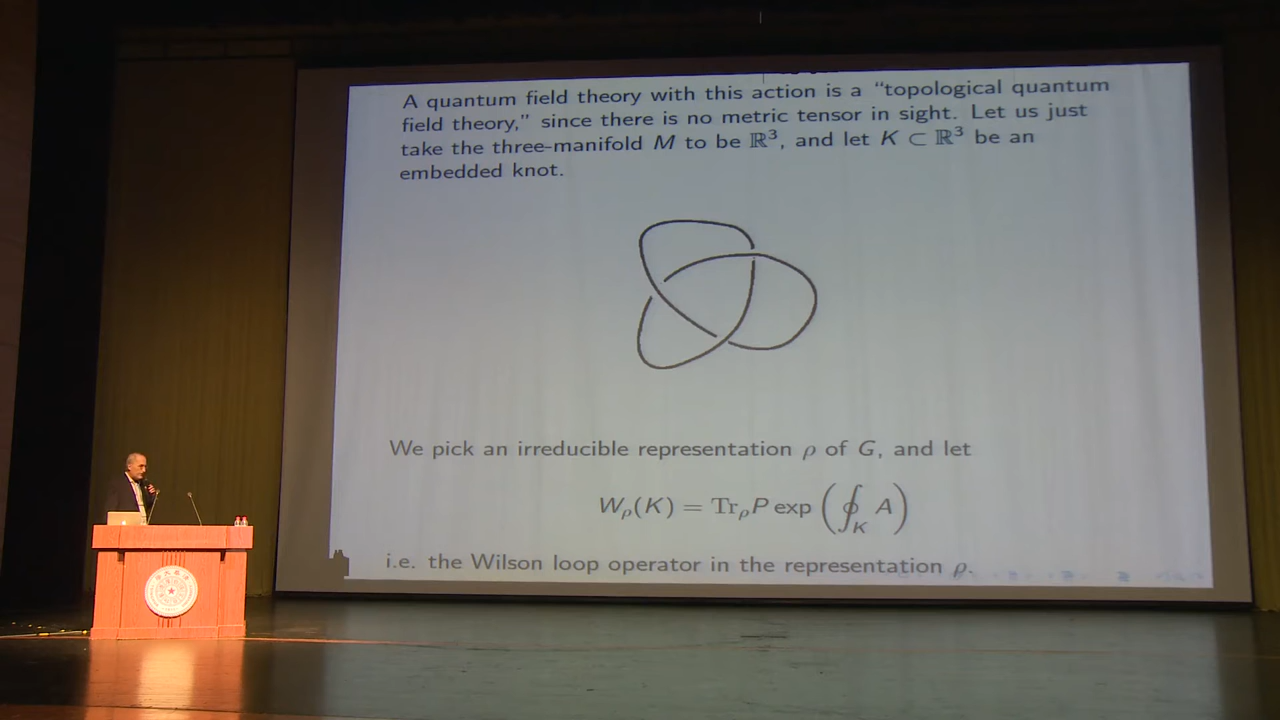 A quantum field theory with this action is a “topological quantum
field theory,” since there is no metric tensor in sight. Let us just
take the three-manifold M to be ℝ³, and let K ⊂ ℝ³ be an
embedded knot.
We pick an irreducible representation ρ of G, and let
W_ρ(K) = Tr_ρ P exp (∮_K A)
i.e. the Wilson loop operator in the representation ρ.